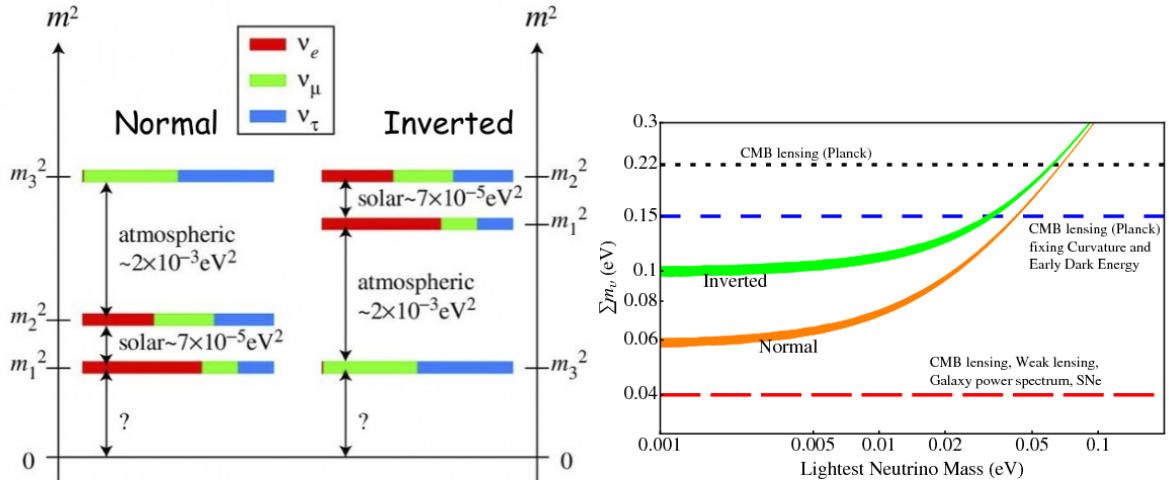 m²
m²
νₑ
ν_μ
ν_τ
Normal
Inverted
m₃²
m₂²
solar~7×10⁻⁵eV²
m₁²
atmospheric
~2×10⁻³eV²
atmospheric
~2×10⁻³eV²
m₂²
solar~7×10⁻⁵eV²
m₁²
m₃²
?
?
0
0
0.3
0.22
0.15
0.1
0.08
0.06
0.04
Σm_ν (eV)
CMB lensing (Planck)
CMB lensing (Planck)
fixing Curvature and
Early Dark Energy
Inverted
Normal
CMB lensing, Weak lensing,
Galaxy power spectrum, SNe
0.001
0.005
0.01
0.02
0.05
0.1
Lightest Neutrino Mass (eV)